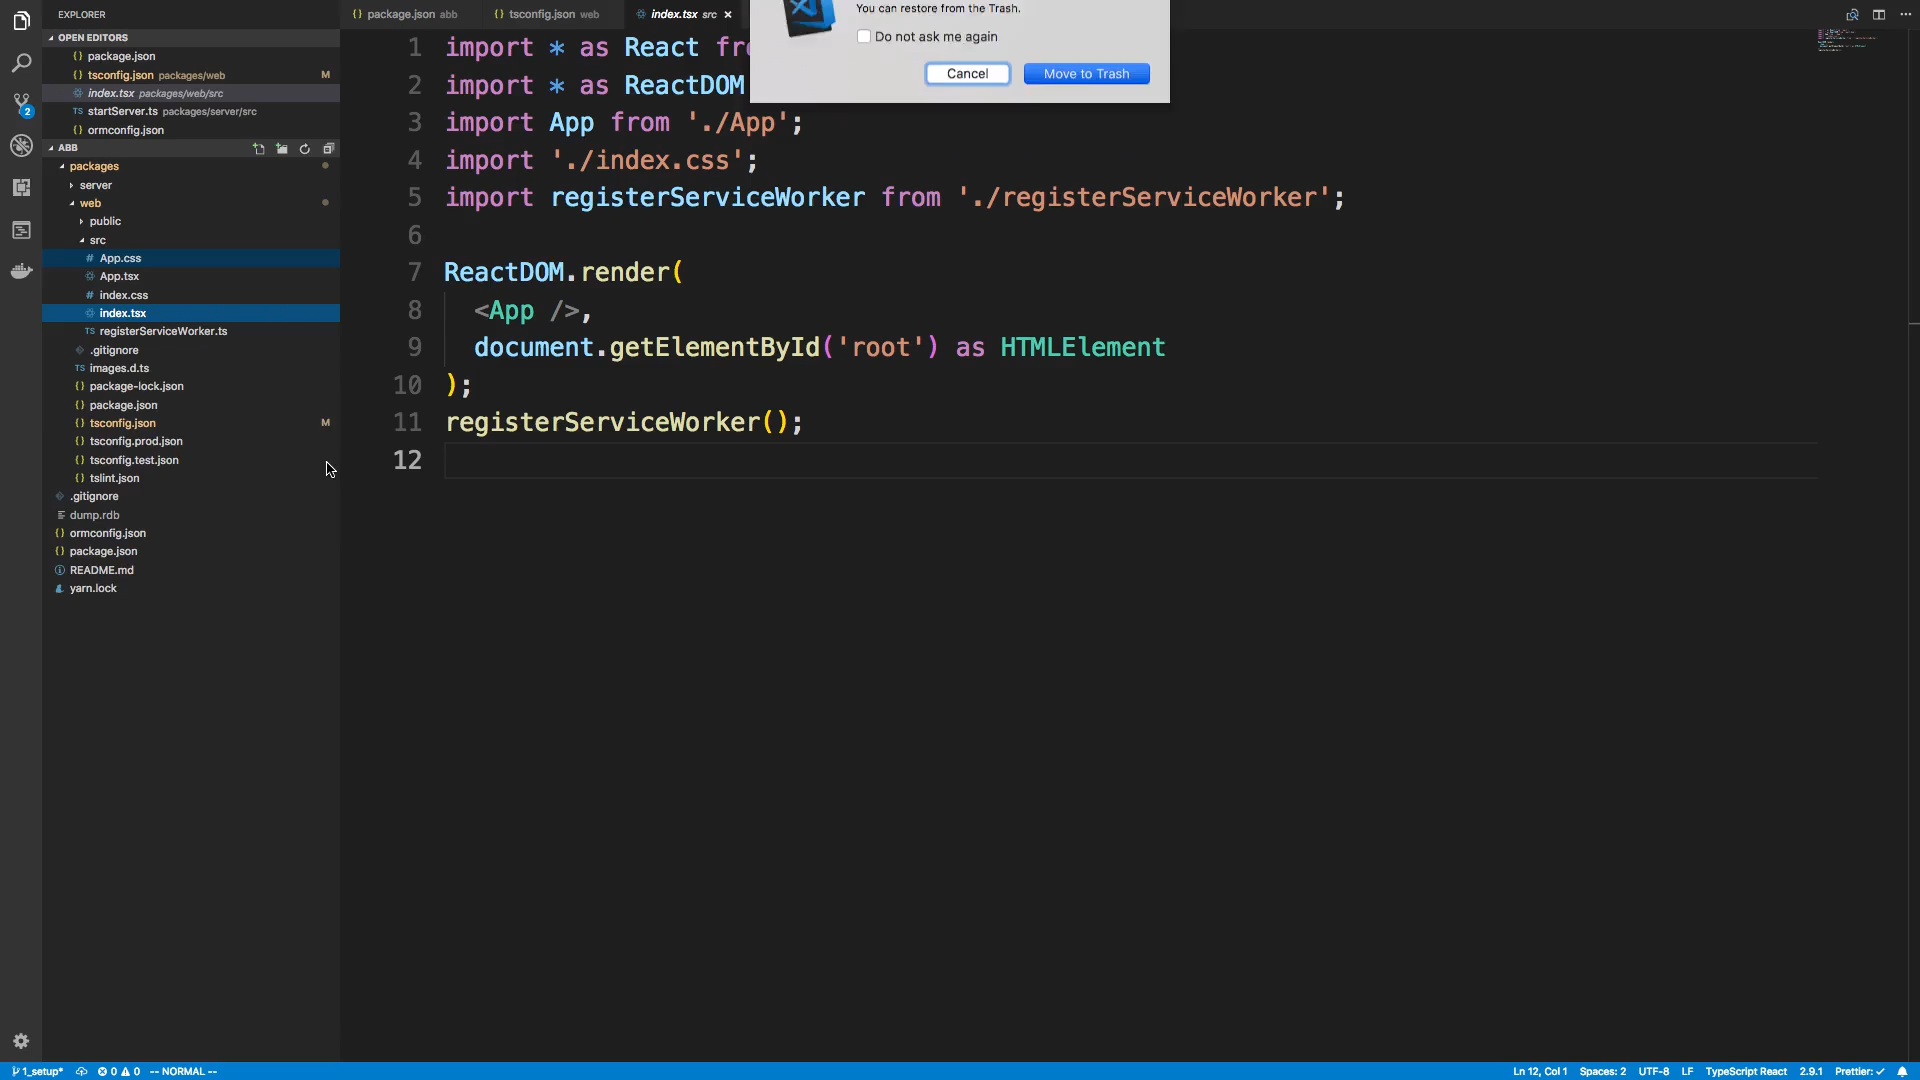 EXPLORER
OPEN EDITORS
{} package.json
{} tsconfig.json packages/web M
index.tsx packages/web/src
TS startServer.ts packages/server/src
{} ormconfig.json
2
ABB
packages
server
web
public
src
# App.css
App.tsx
# index.css
index.tsx
TS registerServiceWorker.ts
.gitignore
TS images.d.ts
{} package-lock.json
{} package.json
{} tsconfig.json M
{} tsconfig.prod.json
{} tsconfig.test.json
{} tslint.json
.gitignore
dump.rdb
{} ormconfig.json
{} package.json
README.md
yarn.lock
{} package.json abb {} tsconfig.json web index.tsx src ×
You can restore from the Trash.
Do not ask me again
Cancel Move to Trash
1 import * as React fro
2 import * as ReactDOM
3 import App from './App';
4 import './index.css';
5 import registerServiceWorker from './registerServiceWorker';
6
7 ReactDOM.render(
8 <App />,
9 document.getElementById('root') as HTMLElement
10 );
11 registerServiceWorker();
12
1_setup* 0 0 -- NORMAL -- Ln 12, Col 1 Spaces: 2 UTF-8 LF TypeScript React 2.9.1 Prettier: ✓